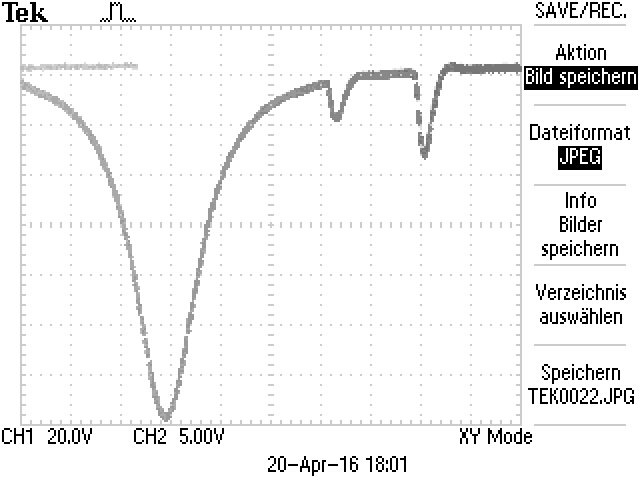 Tek
SAVE/REC.
Aktion
Bild speichern
Dateiformat
JPEG
Info
Bilder
speichern
Verzeichnis
auswählen
Speichern
TEK0022.JPG
CH1 20.0V CH2 5.00V XY Mode
20-Apr-16 18:01